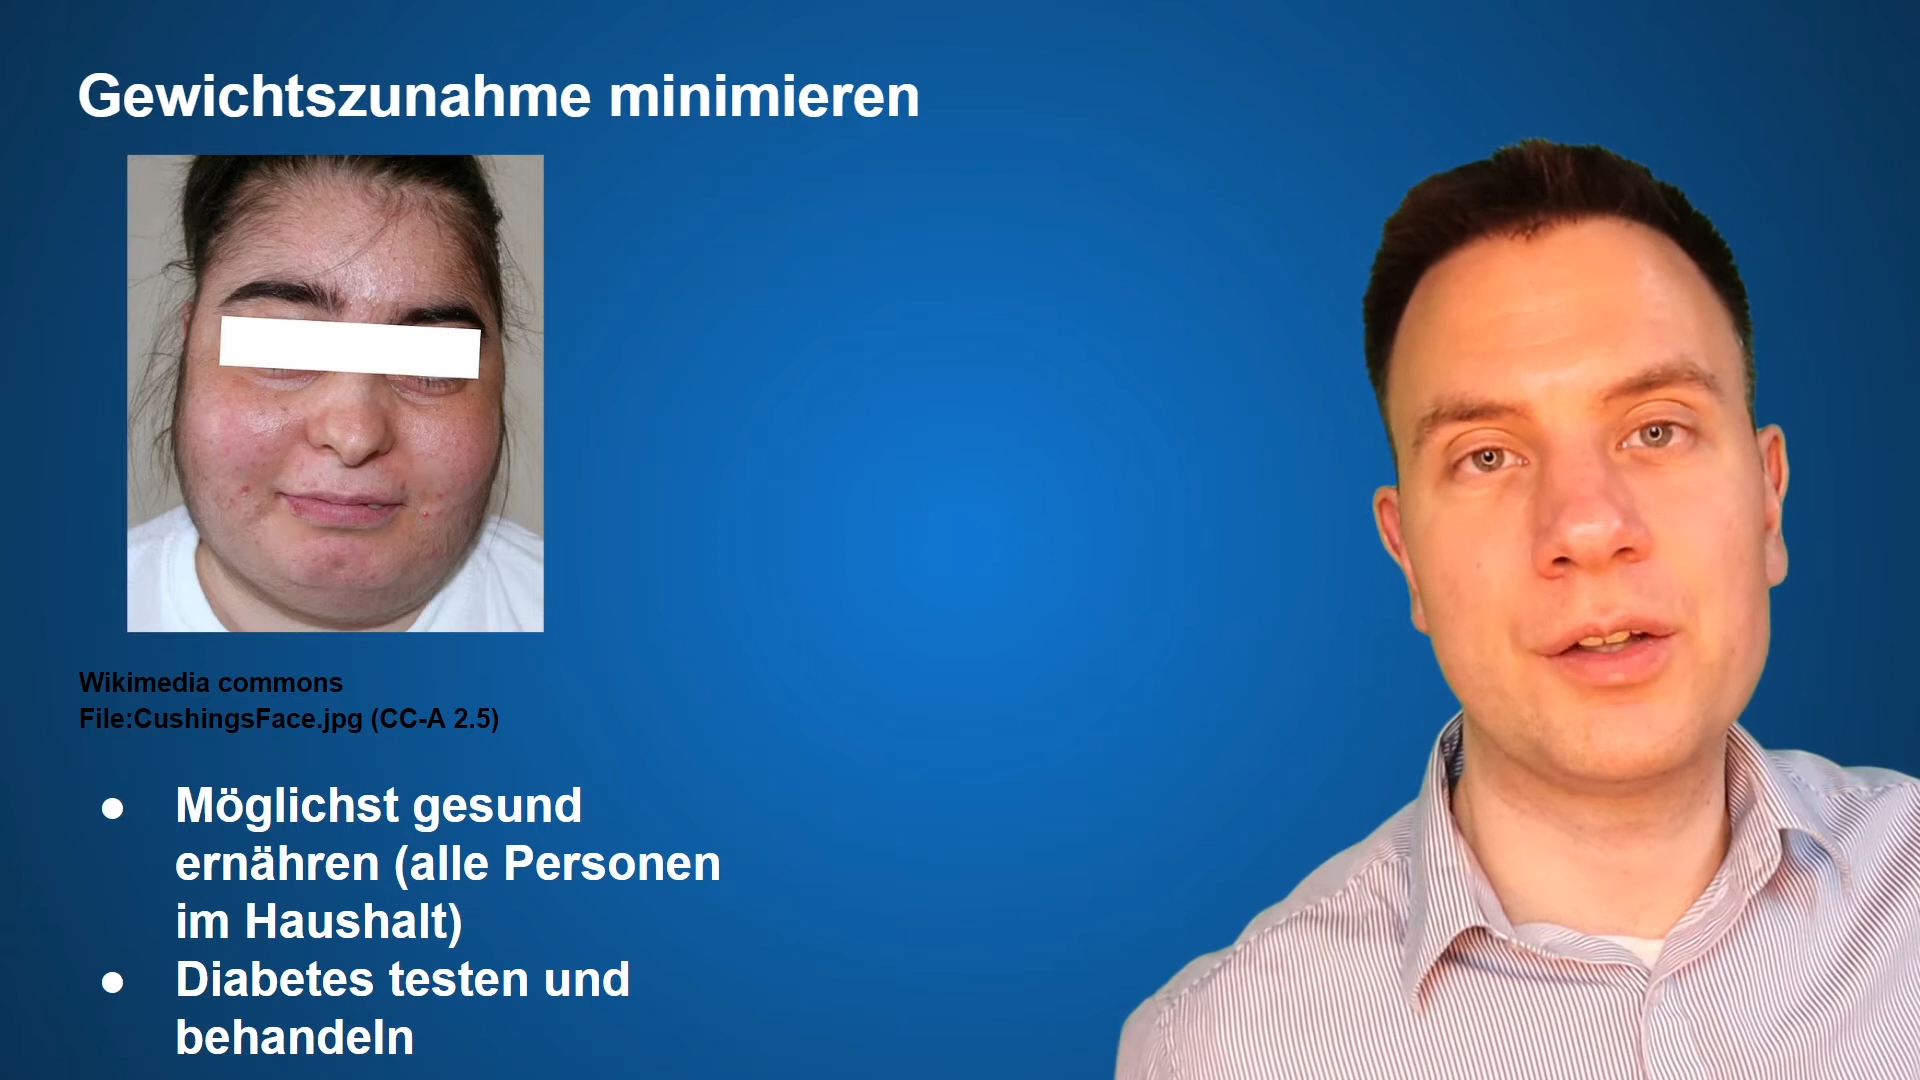 Gewichtszunahme minimieren
Wikimedia commons
File:CushingsFace.jpg (CC-A 2.5)
● Möglichst gesund
ernähren (alle Personen
im Haushalt)
● Diabetes testen und
behandeln